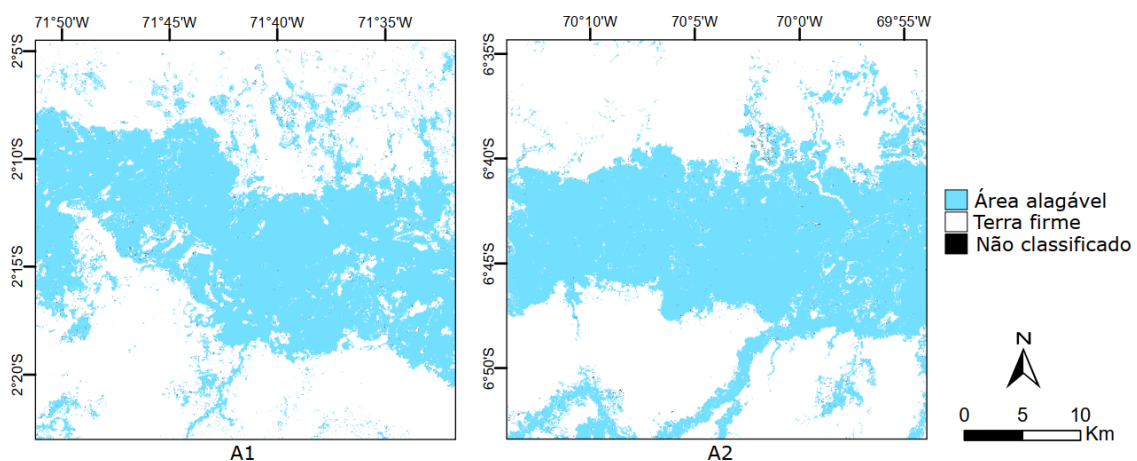 71°50'W 71°45'W 71°40'W 71°35'W
2°5'S
2°10'S
2°15'S
2°20'S
A1
70°10'W 70°5'W 70°0'W 69°55'W
6°35'S
6°40'S
6°45'S
6°50'S
A2
Área alagável
Terra firme
Não classificado
N
0 5 10
Km